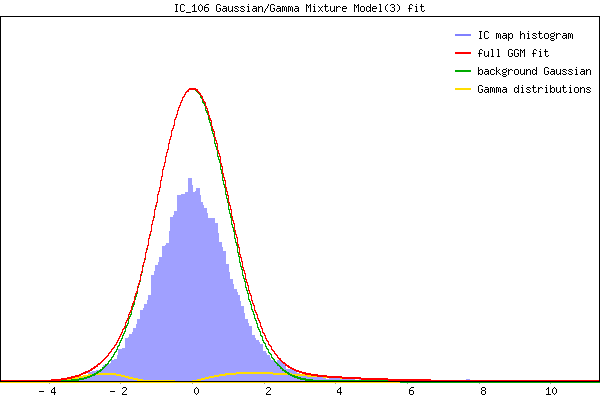 IC_106 Gaussian/Gamma Mixture Model(3) fit
IC map histogram
full GGM fit
background Gaussian
Gamma distributions
-4 -2 0 2 4 6 8 10